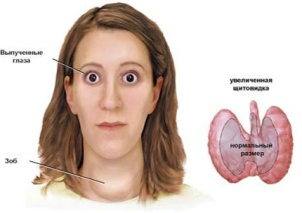 Выпученные
глаза
увеличенная
щитовидка
нормальный
размер
Зоб